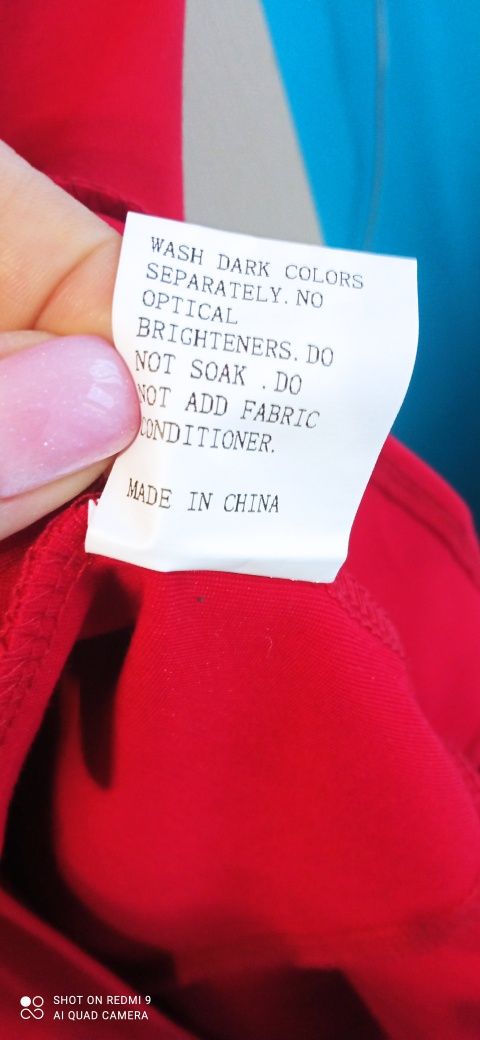 WASH DARK COLORS
SEPARATELY. NO
OPTICAL
BRIGHTENERS. DO
NOT SOAK . DO
NOT ADD FABRIC
CONDITIONER.
MADE IN CHINA
SHOT ON REDMI 9
AI QUAD CAMERA